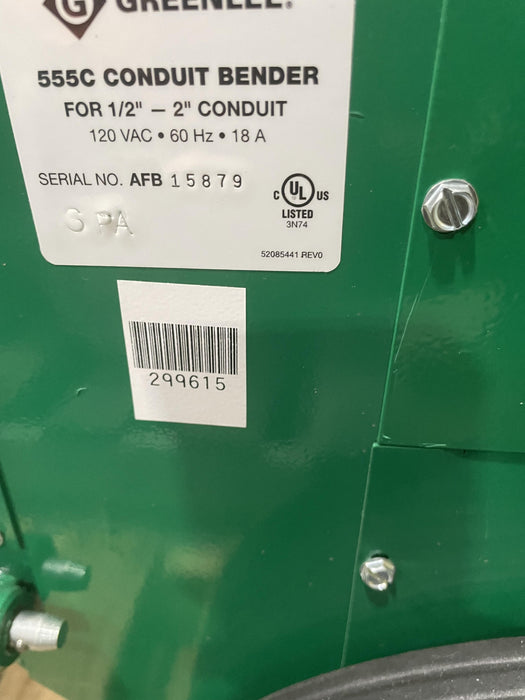 G GREENLEE®
555C CONDUIT BENDER
FOR 1/2" — 2" CONDUIT
120 VAC • 60 Hz • 18 A
SERIAL NO. AFB 15879
C UL US
LISTED
3N74
SPA
52085441 REV0
299615